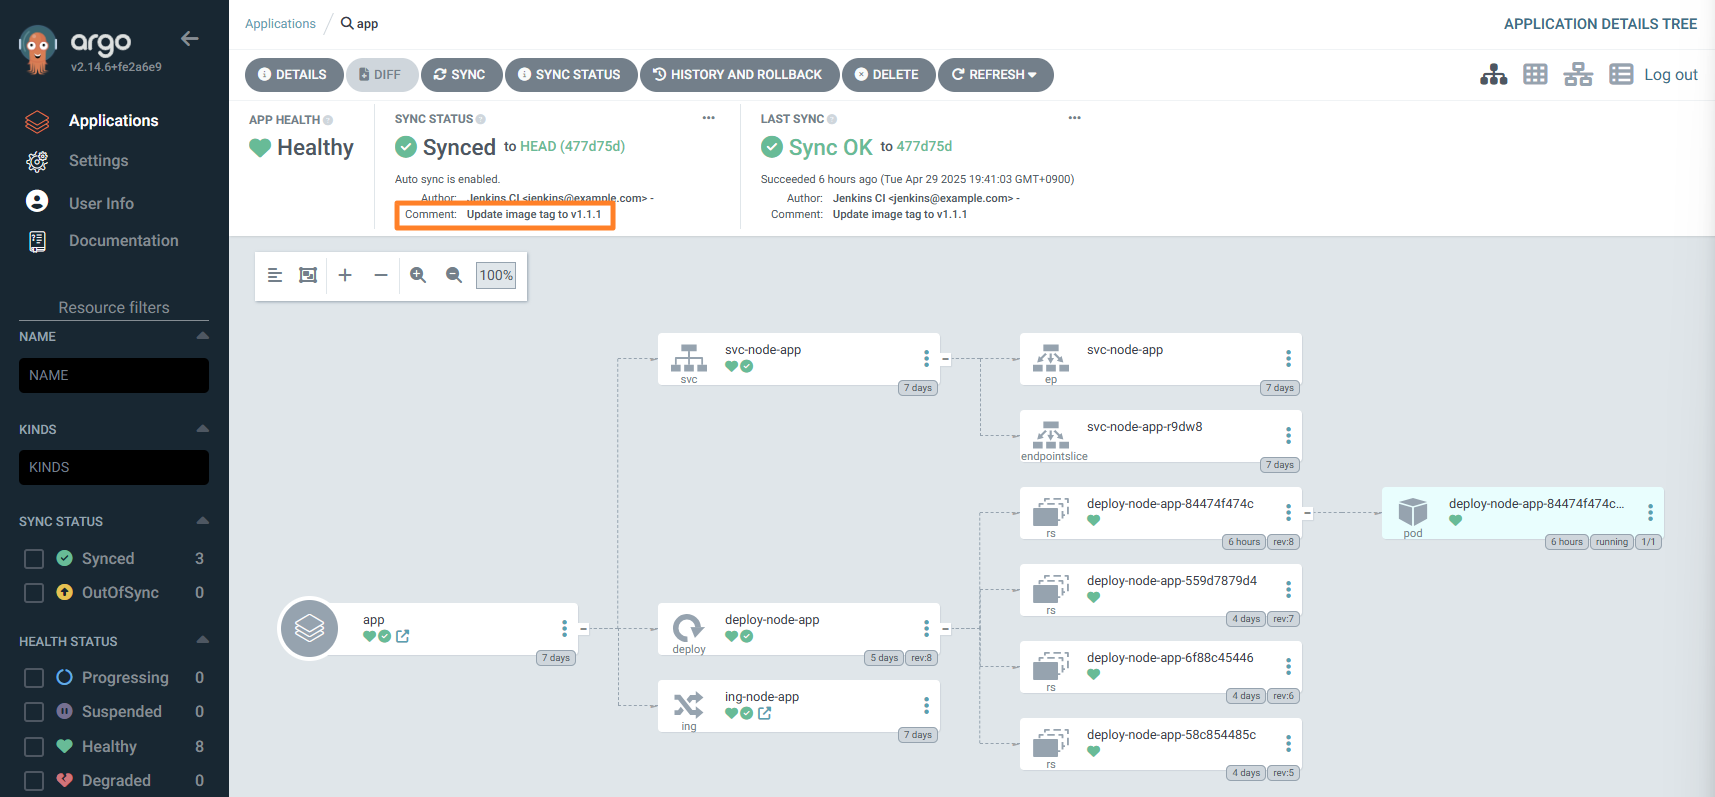 argo
v2.14.6+fe2a6e9
Applications
Settings
User Info
Documentation
Resource filters
NAME
NAME
KINDS
KINDS
SYNC STATUS
Synced 3
OutOfSync 0
HEALTH STATUS
Progressing 0
Suspended 0
Healthy 8
Degraded 0
Applications / app
APPLICATION DETAILS TREE
DETAILS DIFF SYNC SYNC STATUS HISTORY AND ROLLBACK DELETE REFRESH
Log out
APP HEALTH
Healthy
SYNC STATUS
Synced to HEAD (477d75d)
Auto sync is enabled.
Author: Jenkins CI <jenkins@example.com> -
Comment: Update image tag to v1.1.1
LAST SYNC
Sync OK to 477d75d
Succeeded 6 hours ago (Tue Apr 29 2025 19:41:03 GMT+0900)
Author: Jenkins CI <jenkins@example.com> -
Comment: Update image tag to v1.1.1
100%
app
7 days
svc-node-app
svc
7 days
deploy-node-app
deploy
5 days rev:8
ing-node-app
ing
7 days
svc-node-app
ep
7 days
svc-node-app-r9dw8
endpointslice
7 days
deploy-node-app-84474f474c
rs
6 hours rev:8
deploy-node-app-559d7879d4
rs
4 days rev:7
deploy-node-app-6f88c45446
rs
4 days rev:6
deploy-node-app-58c854485c
rs
4 days rev:5
deploy-node-app-84474f474c...
pod
6 hours running 1/1